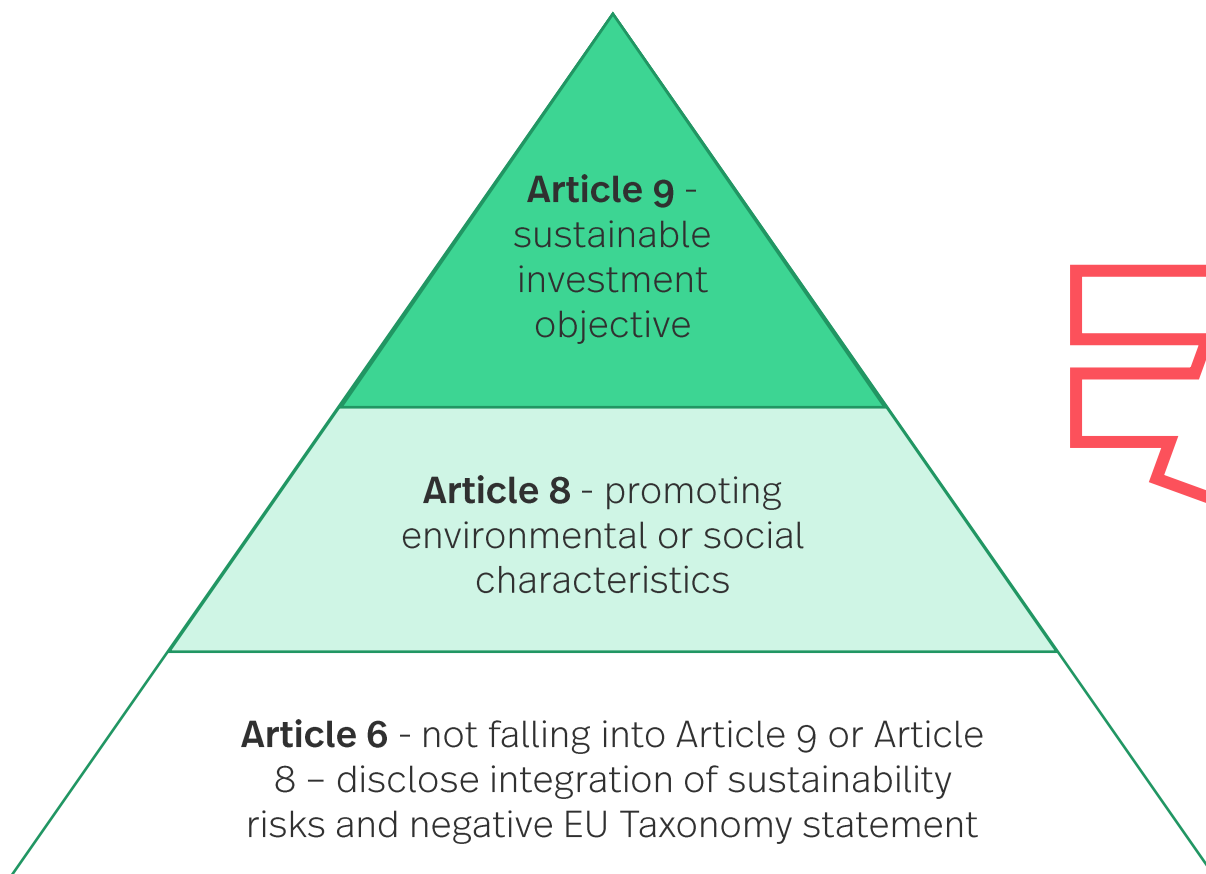 Article 9 -
sustainable
investment
objective
Article 8 - promoting
environmental or social
characteristics
Article 6 - not falling into Article 9 or Article
8 – disclose integration of sustainability
risks and negative EU Taxonomy statement